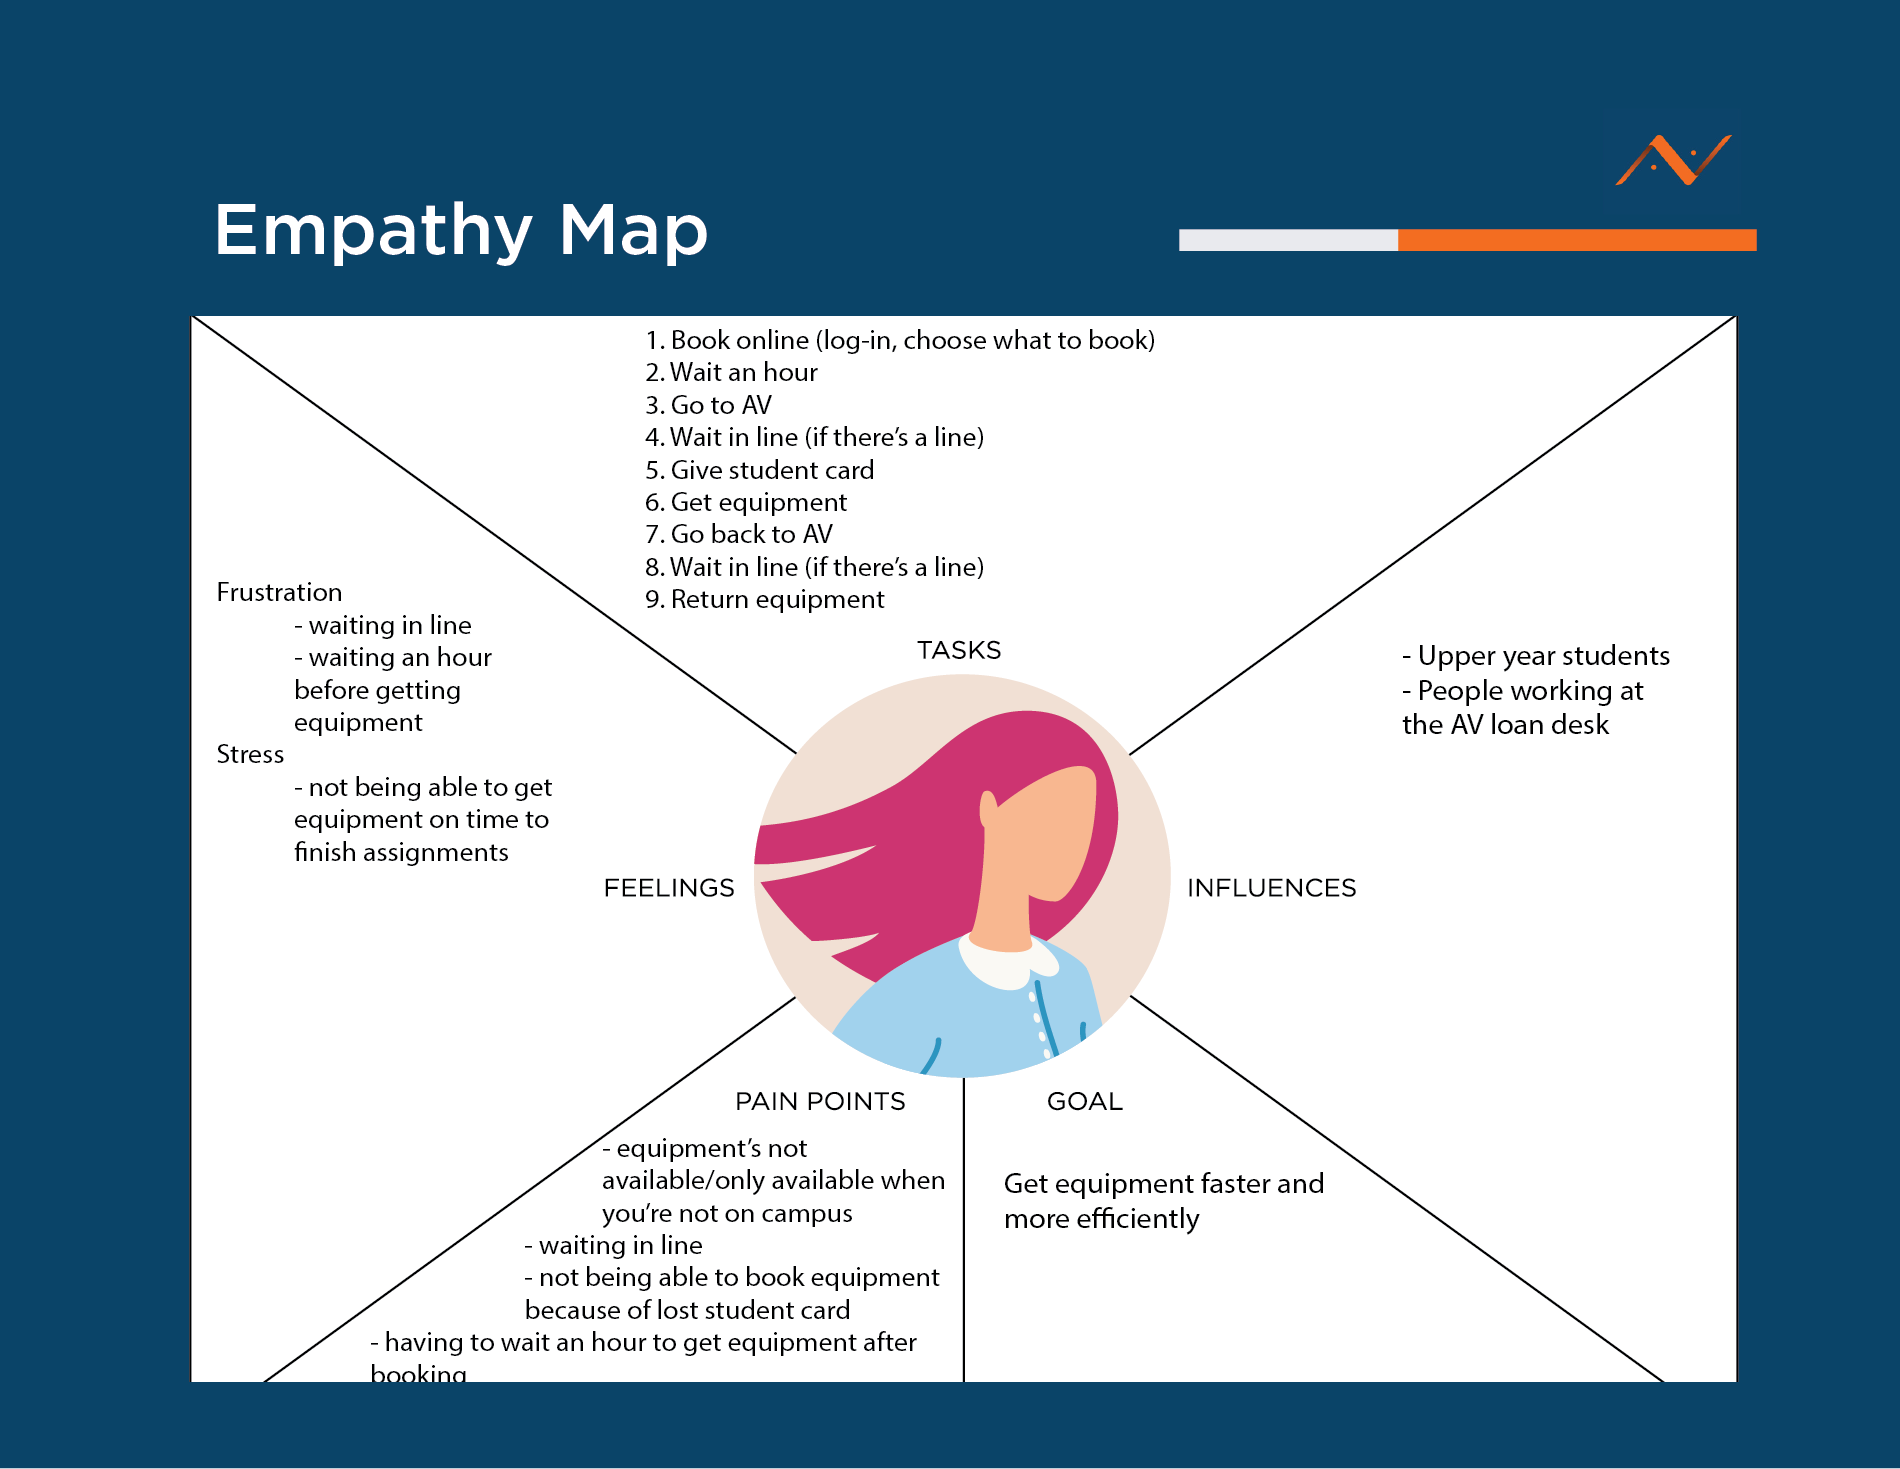 Empathy Map
1. Book online (log-in, choose what to book)
2. Wait an hour
3. Go to AV
4. Wait in line (if there’s a line)
5. Give student card
6. Get equipment
7. Go back to AV
8. Wait in line (if there’s a line)
9. Return equipment
TASKS
Frustration
- waiting in line
- waiting an hour
before getting
equipment
Stress
- not being able to get
equipment on time to
finish assignments
FEELINGS
- Upper year students
- People working at
the AV loan desk
INFLUENCES
PAIN POINTS
- equipment’s not
available/only available when
you’re not on campus
- waiting in line
- not being able to book equipment
because of lost student card
- having to wait an hour to get equipment after
booking
GOAL
Get equipment faster and
more efficiently